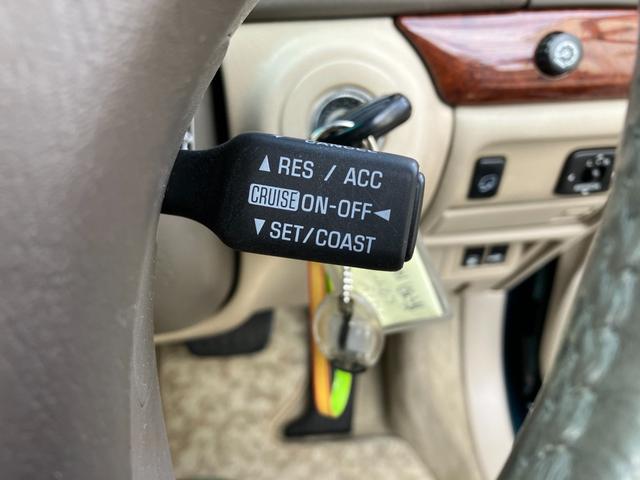 ▲ RES / ACC
CRUISE ON-OFF ◄
▼ SET/COAST